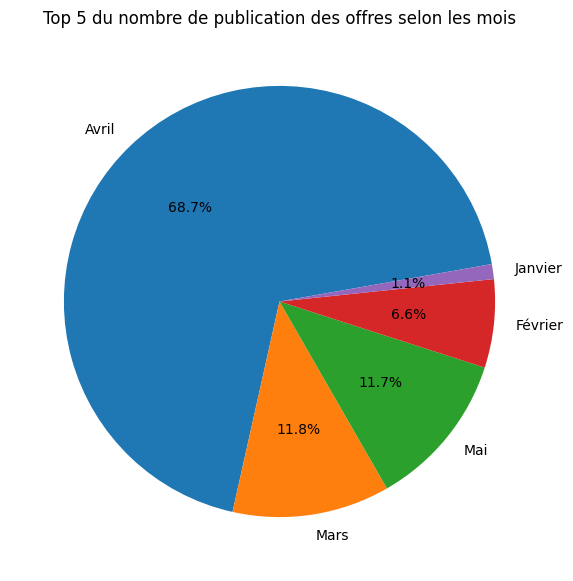 Top 5 du nombre de publication des offres selon les mois
Avril
68.7%
Janvier
1.1%
6.6%
Février
11.7%
11.8%
Mai
Mars